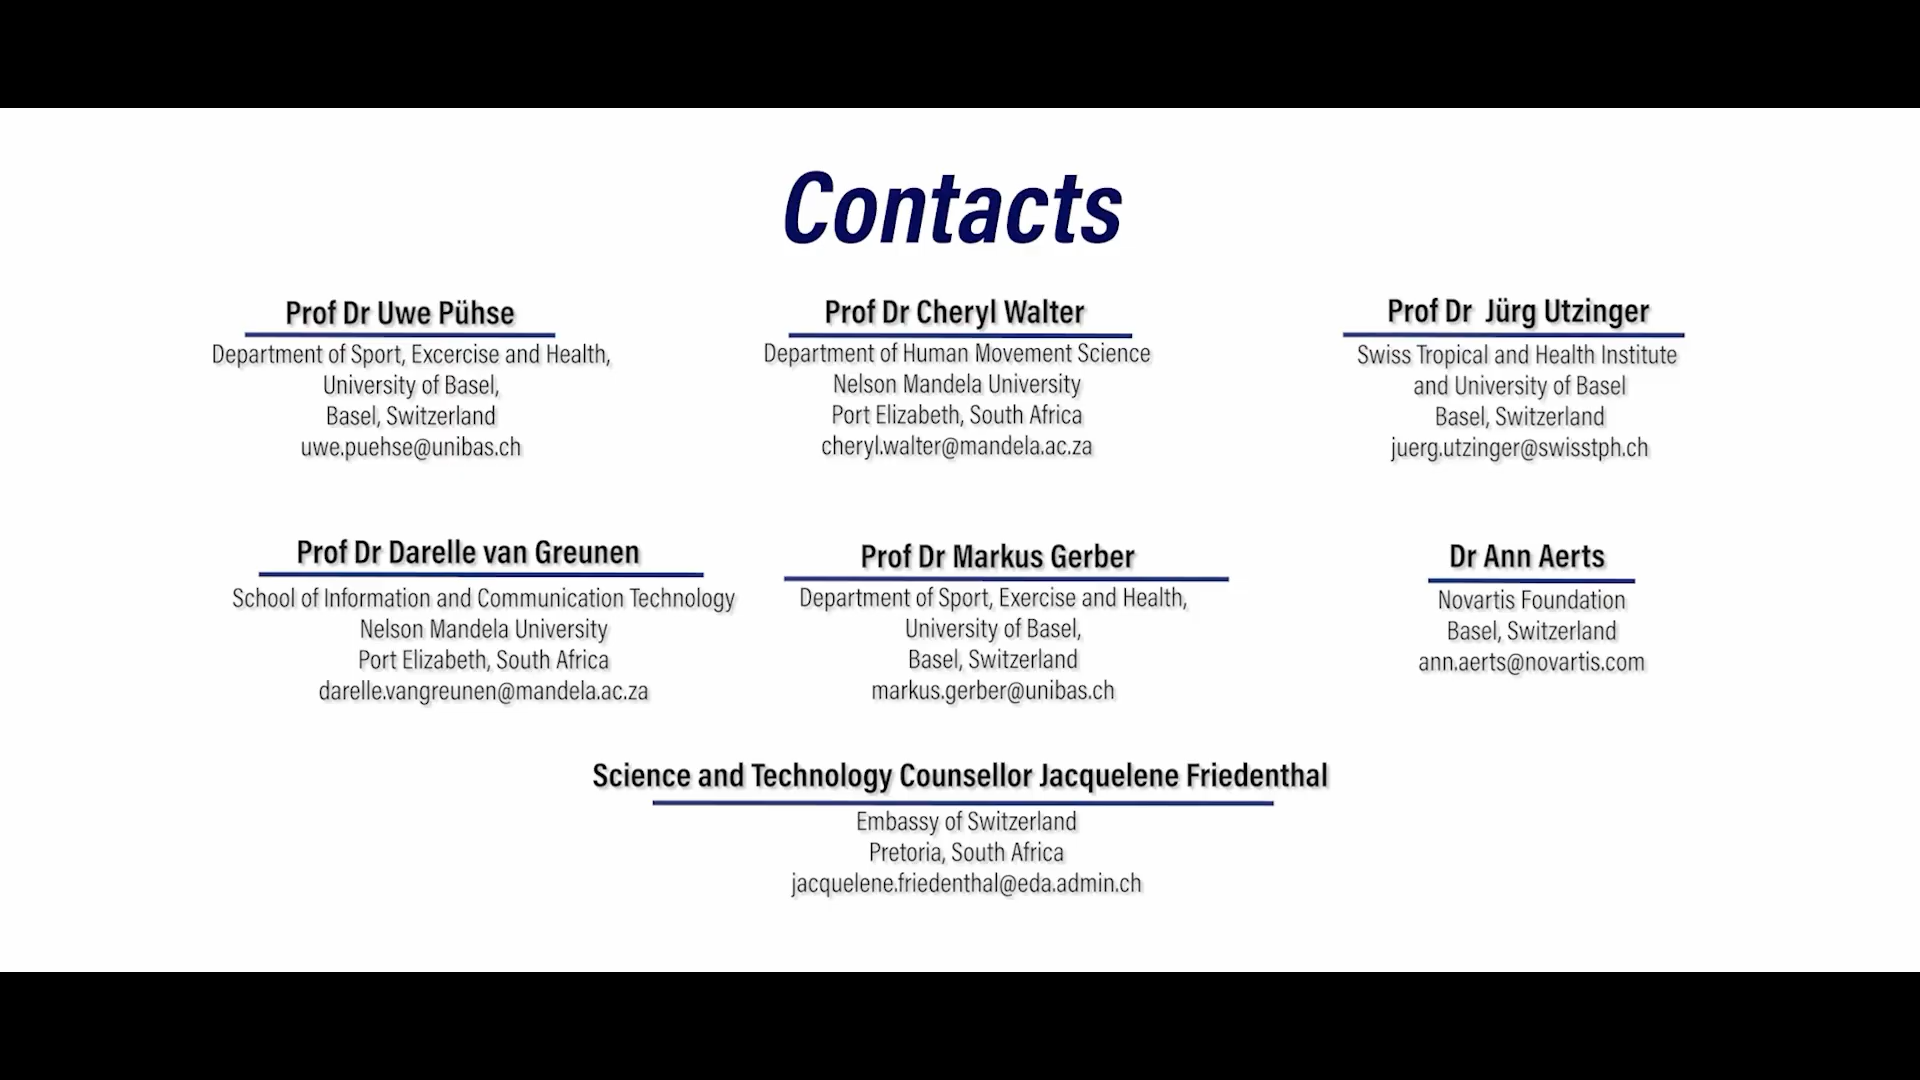 Contacts
Prof Dr Uwe Pühse
Department of Sport, Excercise and Health,
University of Basel,
Basel, Switzerland
uwe.puehse@unibas.ch
Prof Dr Cheryl Walter
Department of Human Movement Science
Nelson Mandela University
Port Elizabeth, South Africa
cheryl.walter@mandela.ac.za
Prof Dr Jürg Utzinger
Swiss Tropical and Health Institute
and University of Basel
Basel, Switzerland
juerg.utzinger@swisstph.ch
Prof Dr Darelle van Greunen
School of Information and Communication Technology
Nelson Mandela University
Port Elizabeth, South Africa
darelle.vangreunen@mandela.ac.za
Prof Dr Markus Gerber
Department of Sport, Exercise and Health,
University of Basel,
Basel, Switzerland
markus.gerber@unibas.ch
Dr Ann Aerts
Novartis Foundation
Basel, Switzerland
ann.aerts@novartis.com
Science and Technology Counsellor Jacquelene Friedenthal
Embassy of Switzerland
Pretoria, South Africa
jacquelene.friedenthal@eda.admin.ch